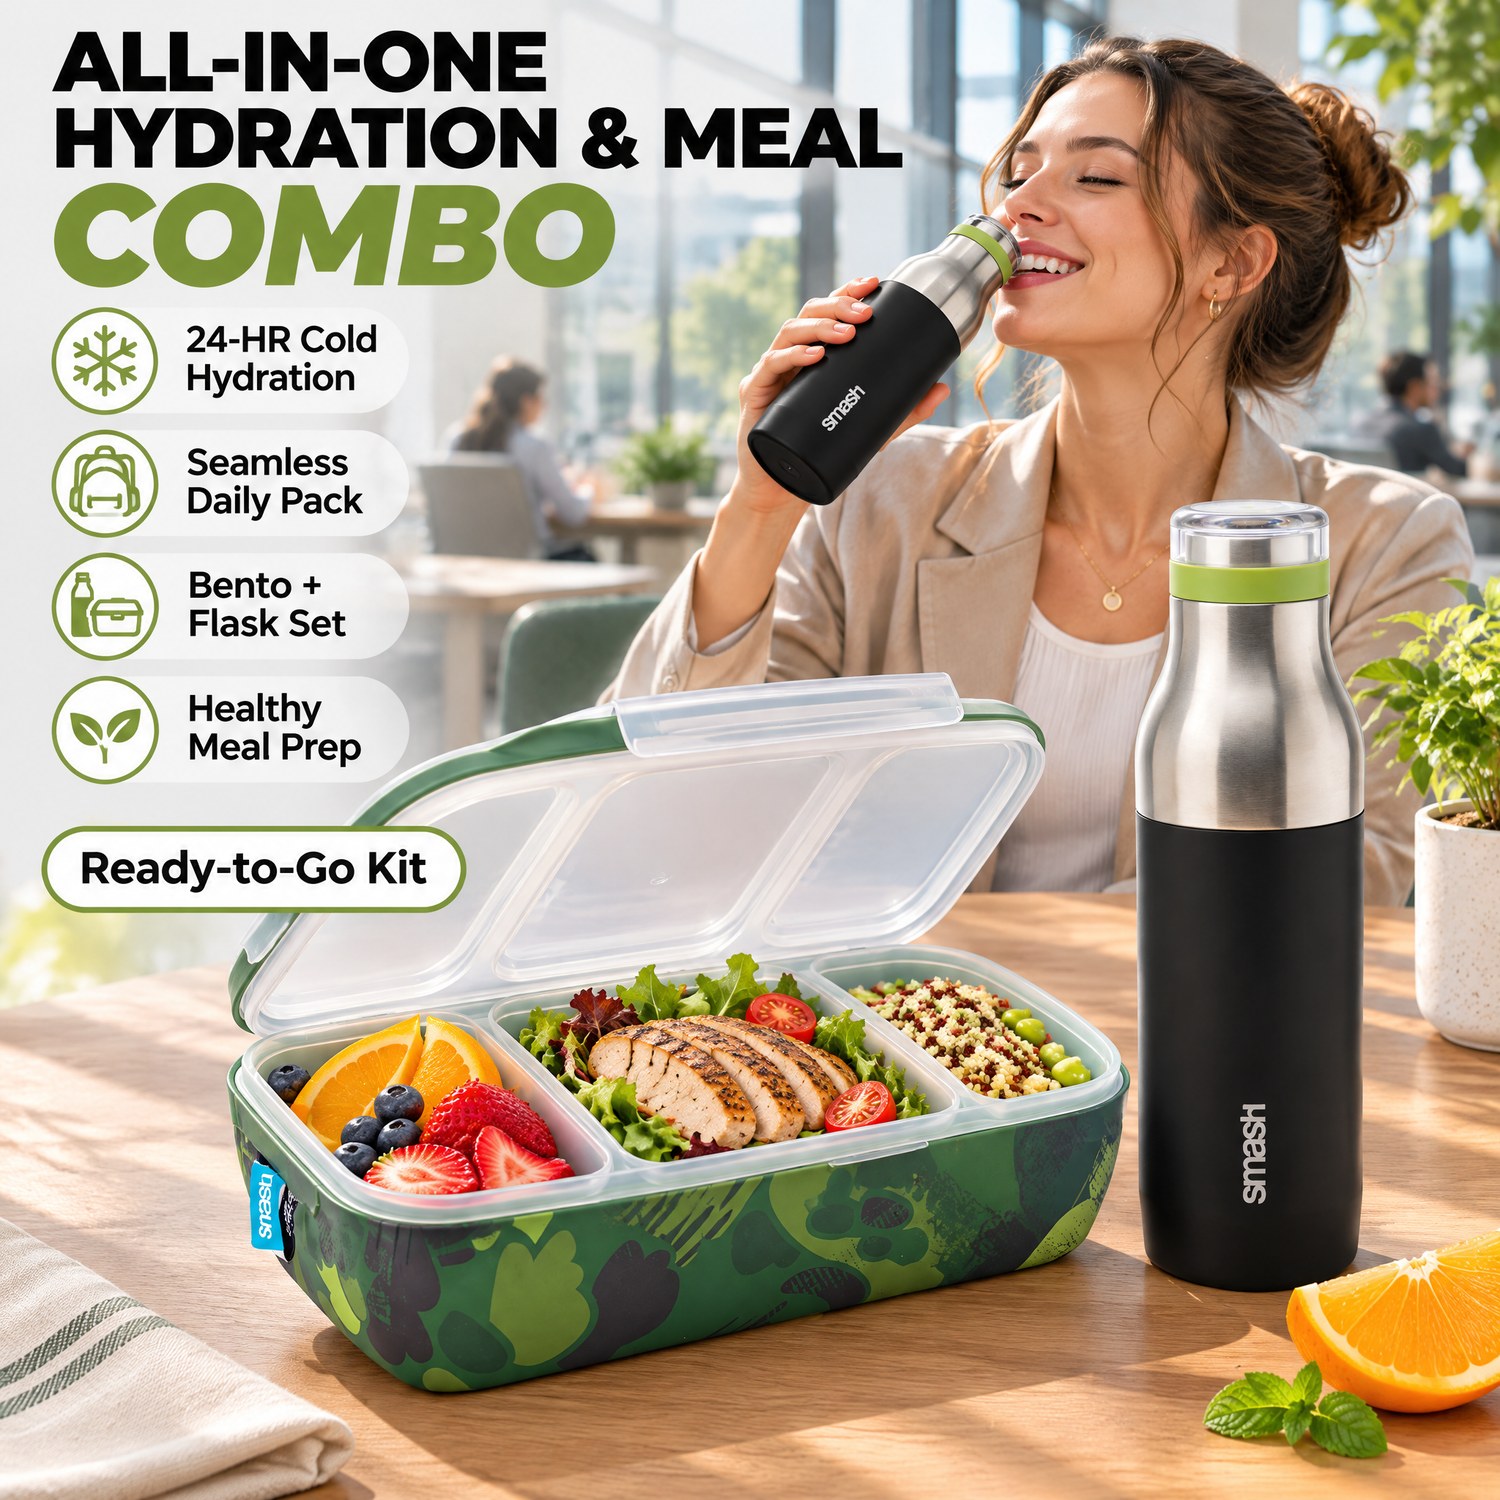 ALL-IN-ONE
HYDRATION & MEAL
COMBO
24-HR Cold
Hydration
Seamless
Daily Pack
Bento +
Flask Set
Healthy
Meal Prep
Ready-to-Go Kit
smash
smash
smash